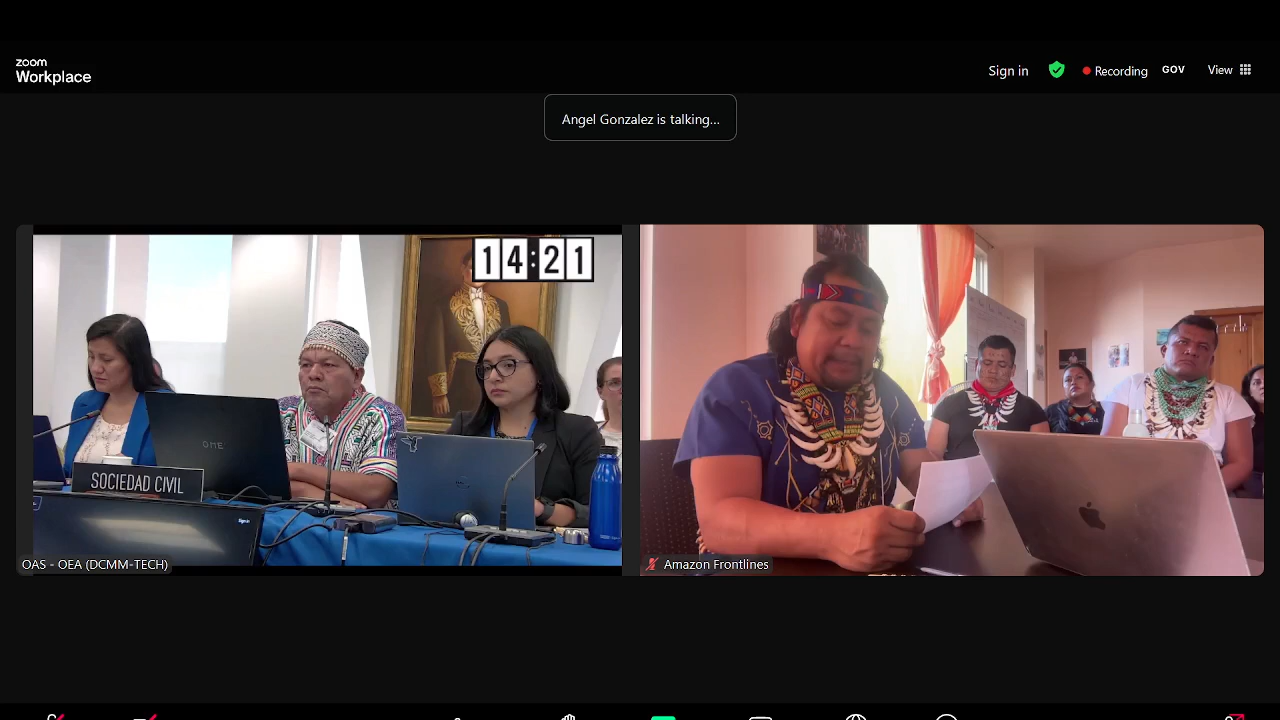 zoom
Workplace
Sign in
Recording
GOV
View
Angel Gonzalez is talking...
14:21
SOCIEDAD CIVIL
OAS - OEA (DCMM-TECH)
Amazon Frontlines